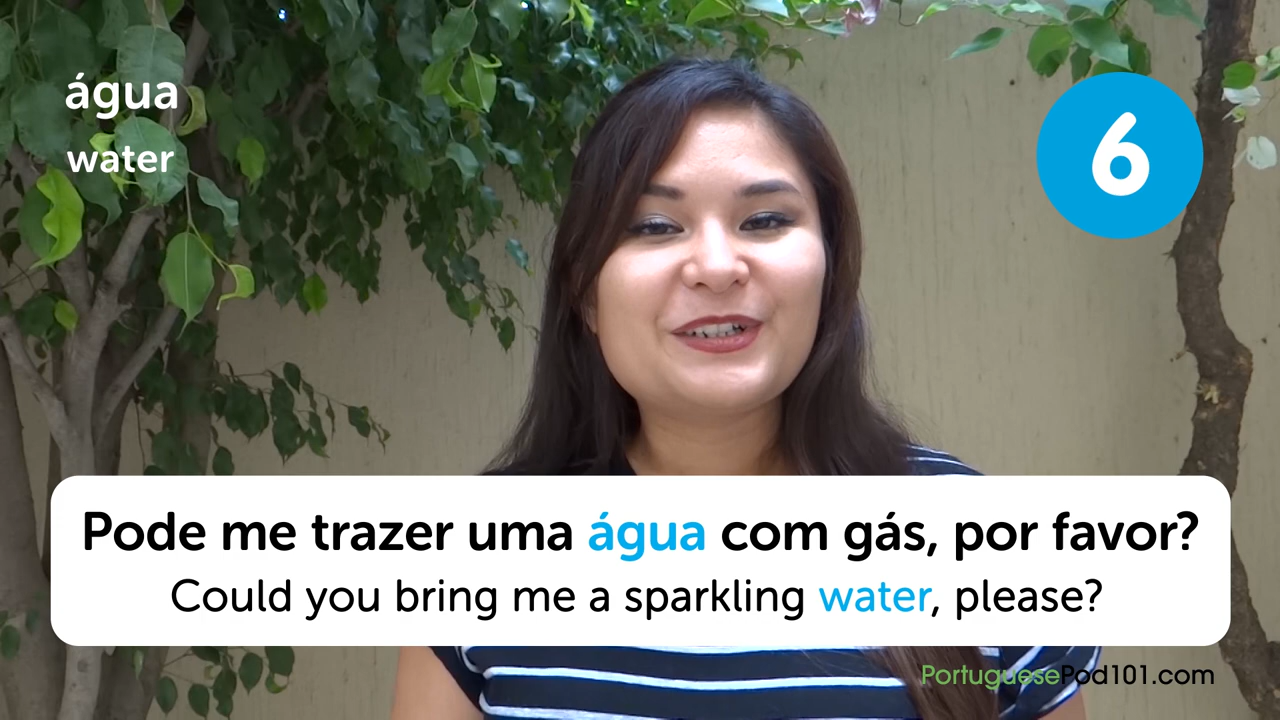 água
water
6
Pode me trazer uma água com gás, por favor?
Could you bring me a sparkling water, please?
PortuguesePod101.com